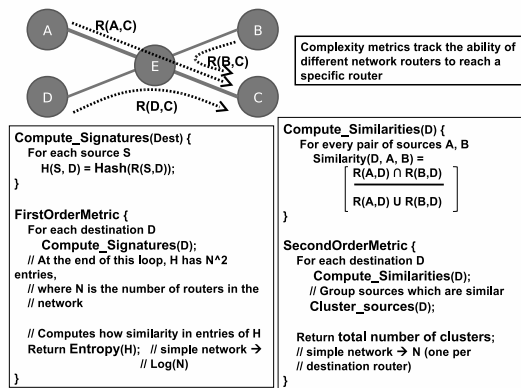 A
R(A,C)
B
E
R(B,C)
D
R(D,C)
C
Complexity metrics track the ability of
different network routers to reach a
specific router
Compute_Signatures(Dest) {
For each source S
H(S, D) = Hash(R(S,D));
}
FirstOrderMetric {
For each destination D
Compute_Signatures(D);
// At the end of this loop, H has N^2
entries,
// where N is the number of routers in the
// network
// Computes how similarity in entries of H
Return Entropy(H); // simple network →
// Log(N)
}
Compute_Similarities(D) {
For every pair of sources A, B
Similarity(D, A, B) =
R(A,D) ∩ R(B,D)
R(A,D) U R(B,D)
}
SecondOrderMetric {
For each destination D
Compute_Similarities(D);
// Group sources which are similar
Cluster_sources(D);
Return total number of clusters;
// simple network → N (one per
// destination router)
}